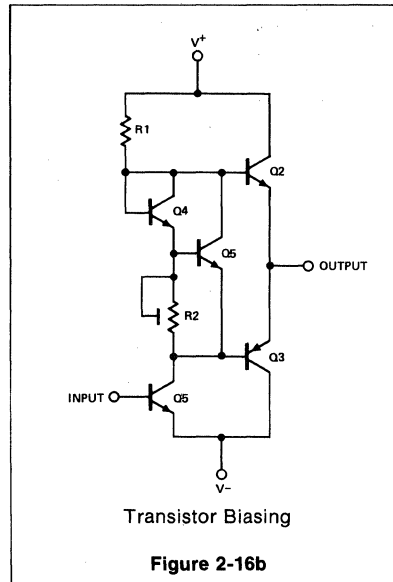 V+
R1
Q2
Q4
Q5
OUTPUT
R2
Q3
INPUT
Q5
V-
Transistor Biasing
Figure 2-16b